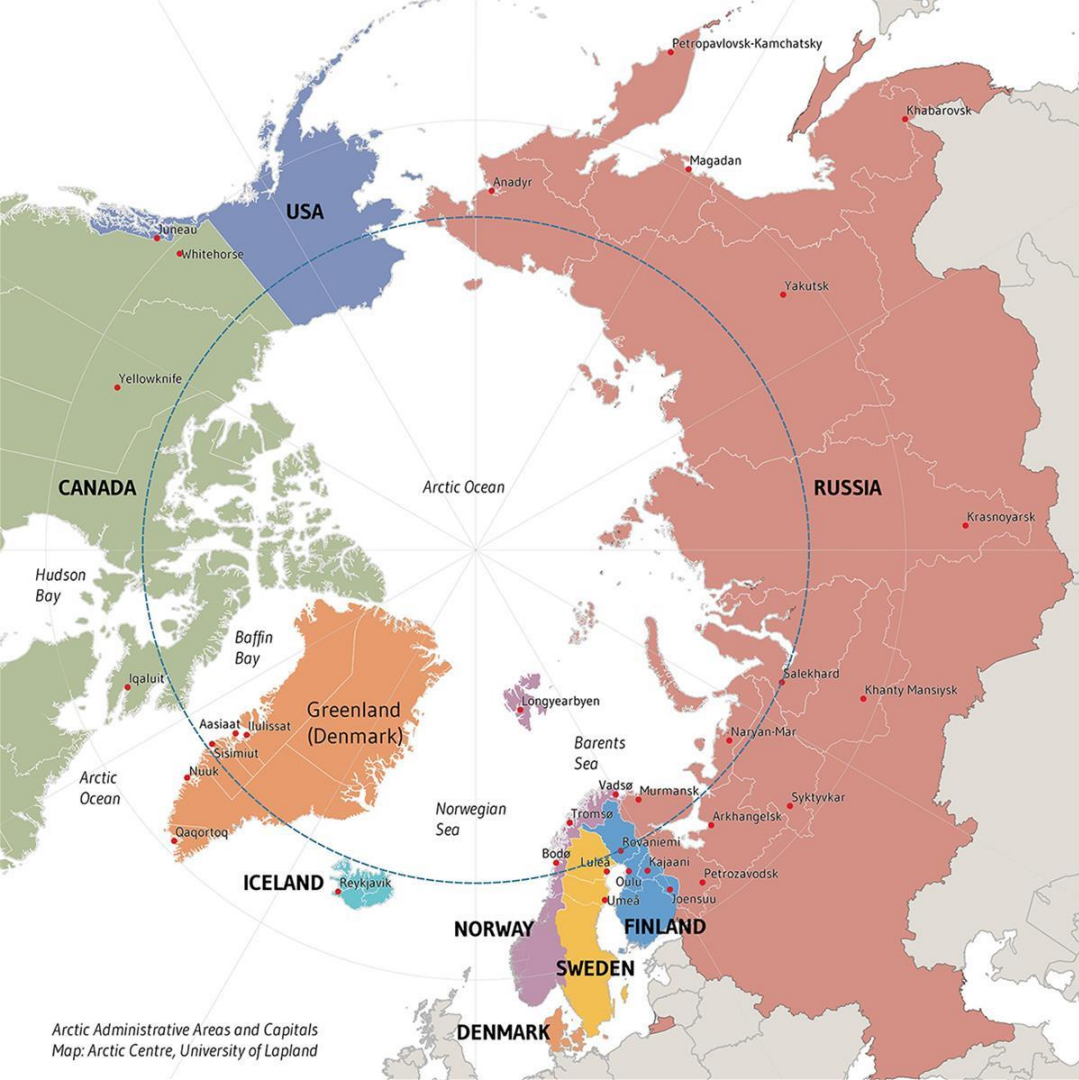 Petropavlovsk-Kamchatsky
Khabarovsk
Magadan
Anadyr
USA
Juneau
Whitehorse
Yakutsk
Yellowknife
CANADA
Arctic Ocean
RUSSIA
Krasnoyarsk
Hudson
Bay
Baffin
Bay
Iqaluit
Salekhard
Khanty Mansiysk
Longyearbyen
Greenland
(Denmark)
Aasiaat
Ilulissat
Sisimiut
Naryan-Mar
Barents
Sea
Nuuk
Arctic
Ocean
Vadsø
Murmansk
Syktyvkar
Norwegian
Sea
Tromsø
Arkhangelsk
Qaqortoq
Rovaniemi
Bodø
Luleå
Kajaani
Petrozavodsk
ICELAND
Reykjavik
Oulu
Joensuu
Umeå
NORWAY
FINLAND
SWEDEN
DENMARK
Arctic Administrative Areas and Capitals
Map: Arctic Centre, University of Lapland